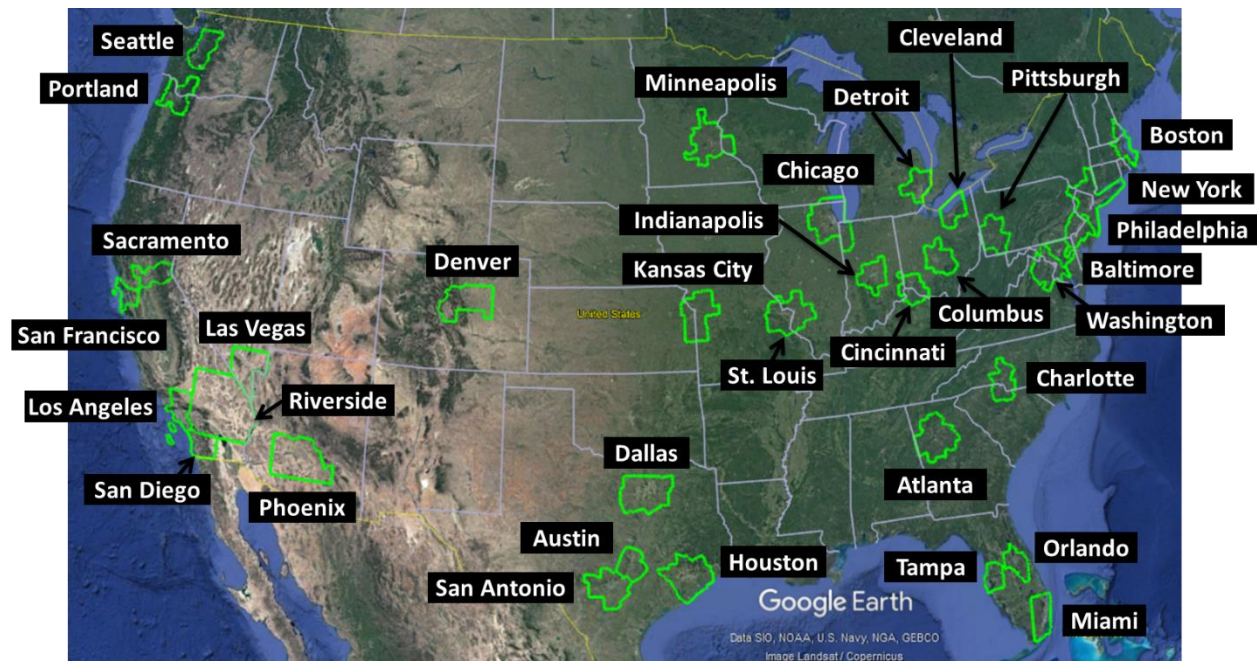 Seattle
Cleveland
Portland
Minneapolis
Detroit
Pittsburgh
Boston
Chicago
New York
Indianapolis
Philadelphia
Sacramento
Denver
Kansas City
Baltimore
United States
Columbus
Washington
San Francisco
Las Vegas
Cincinnati
St. Louis
Charlotte
Los Angeles
Riverside
Dallas
Atlanta
San Diego
Phoenix
Austin
Orlando
Houston
Tampa
San Antonio
Google Earth
Miami
Data SIO, NOAA, U.S. Navy, NGA, GEBCO
Image Landsat / Copernicus